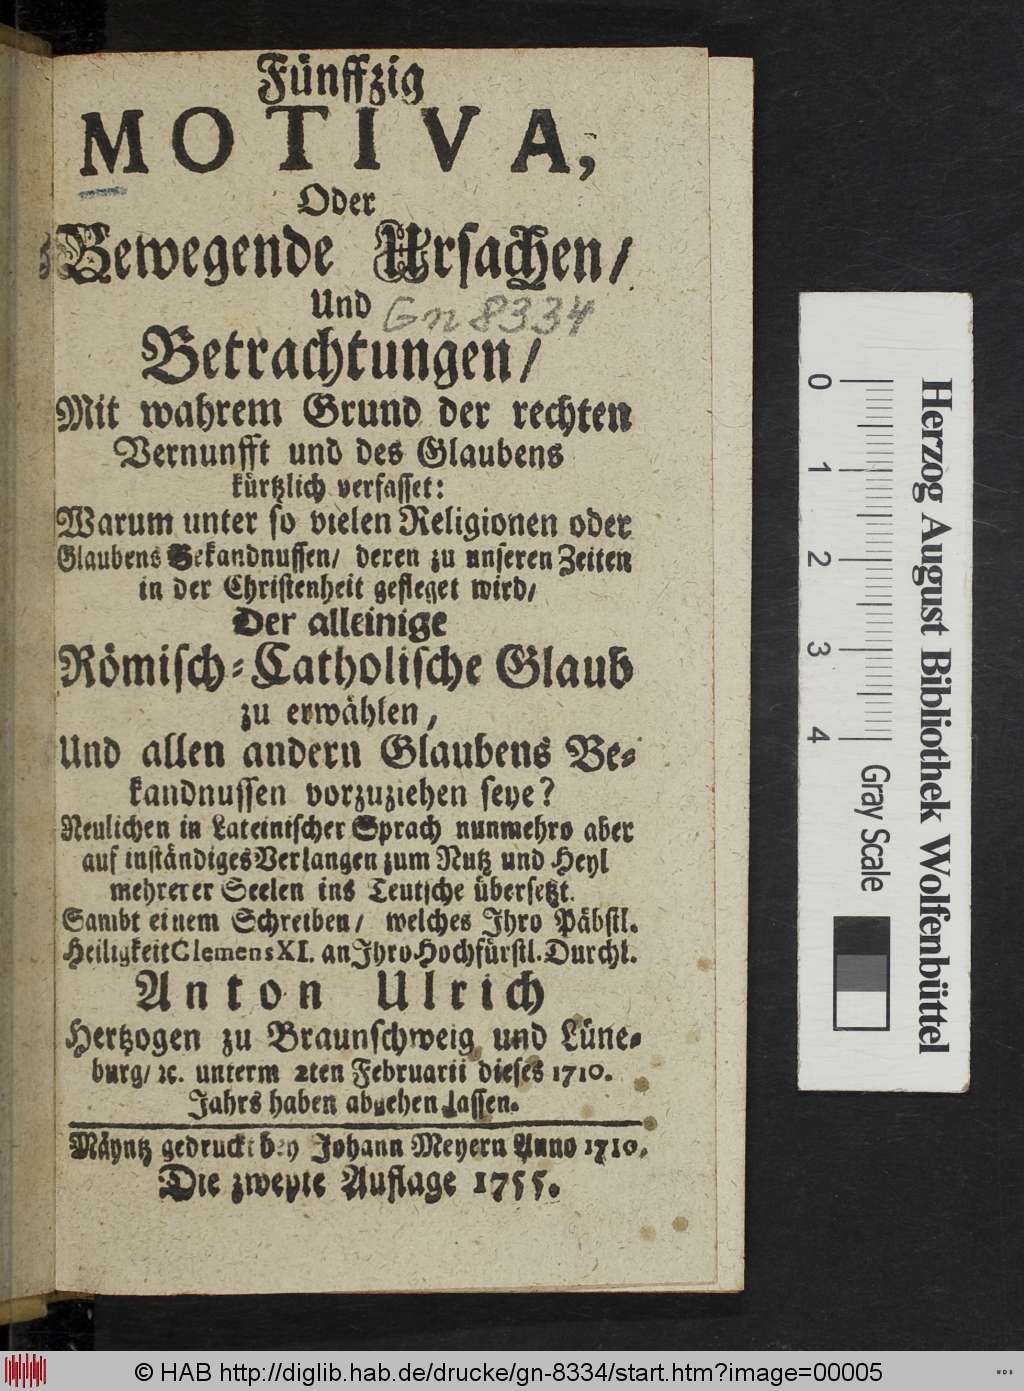 Fünffzig
MOTIVA,
Oder
Bewegende Ursachen/
Und
Gn 8334
Betrachtungen/
Mit wahrem Grund der rechten
Vernunfft und des Glaubens
kürtzlich verfasset:
Warum unter so vielen Religionen oder
Glaubens Bekandnussen/ deren zu unseren Zeiten
in der Christenheit gepfleget wird/
Der alleinige
Römisch-Catholische Glaub
zu erwählen,
Und allen andern Glaubens Be-
kandnussen vorzuziehen seye?
Neulichen in Lateinischer Sprach nunmehro aber
auf inständiges Verlangen zum Nutz und Heyl
mehrerer Seelen ins Teutsche übersetzt.
Sambt einem Schreiben/ welches Ihro Päbstl.
Heiligkeit Clemens XI. an Ihro Hochfürstl. Durchl.
Anton Ulrich
Hertzogen zu Braunschweig und Lüne-
burg/ ꝛc. unterm 2ten Februarii dieses 1710.
Jahrs haben abgehen lassen.
Mäyntz gedruckt bey Johann Meyern Anno 1710.
Die zweyte Auflage 1755.
0 1 2 3 4
Gray Scale
Herzog August Bibliothek Wolfenbüttel
© HAB http://diglib.hab.de/drucke/gn-8334/start.htm?image=00005
WDB